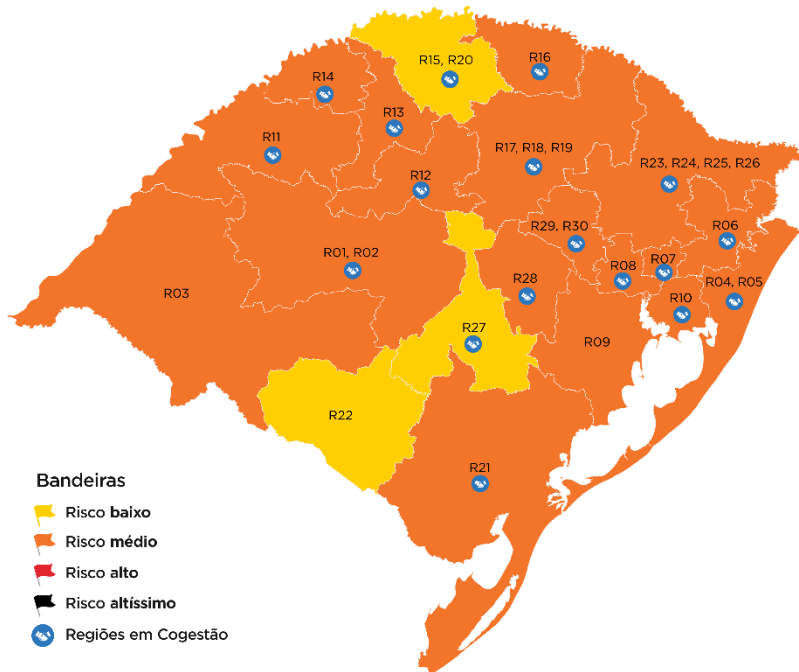 R15, R20
R16
R14
R13
R11
R17, R18, R19
R23, R24, R25, R26
R12
R29, R30
R06
R01, R02
R03
R08
R07
R04, R05
R28
R10
R27
R09
R22
R21
Bandeiras
Risco baixo
Risco médio
Risco alto
Risco altíssimo
Regiões em Cogestão